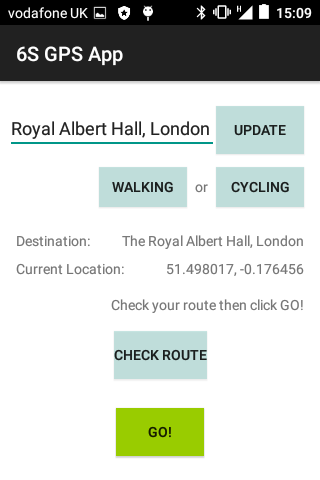 vodafone UK H 15:09
6S GPS App
Royal Albert Hall, London UPDATE
WALKING or CYCLING
Destination: The Royal Albert Hall, London
Current Location: 51.498017, -0.176456
Check your route then click GO!
CHECK ROUTE
GO!